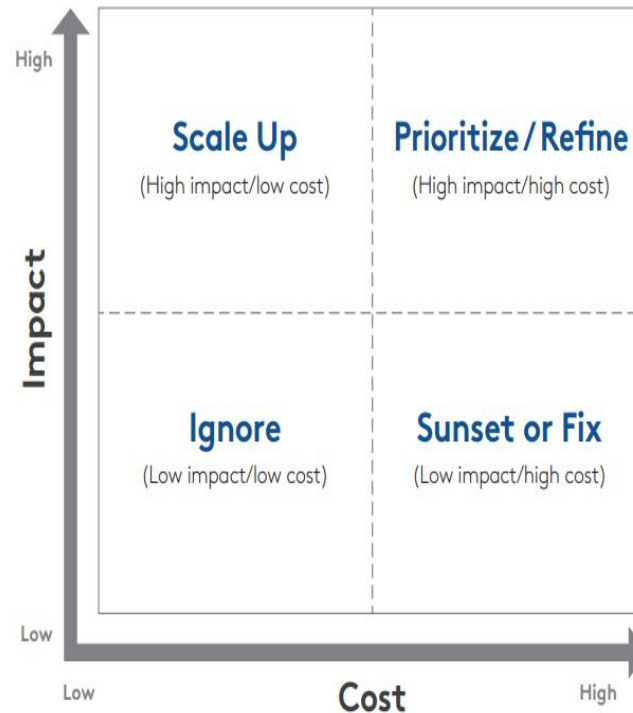 High
Scale Up
(High impact/low cost)
Prioritize / Refine
(High impact/high cost)
Impact
Ignore
(Low impact/low cost)
Sunset or Fix
(Low impact/high cost)
Low
Low
Cost
High